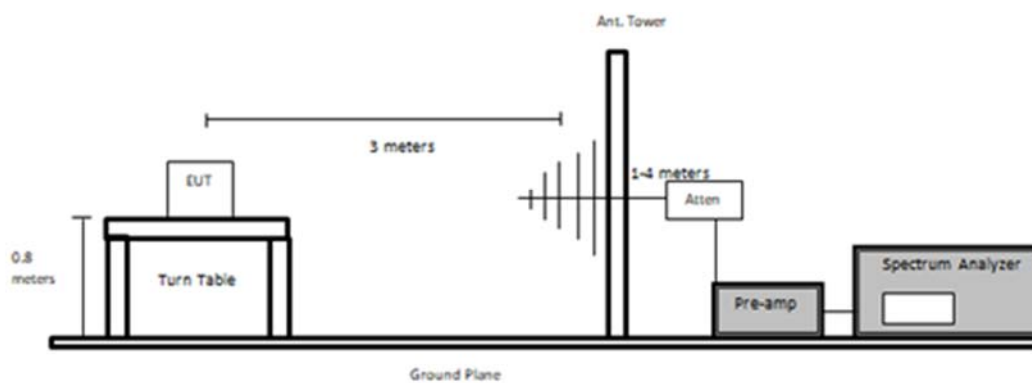 Ant. Tower
3 meters
EUT
1-4 meters
Atten
0.8
meters
Turn Table
Spectrum Analyzer
Pre-amp
Ground Plane